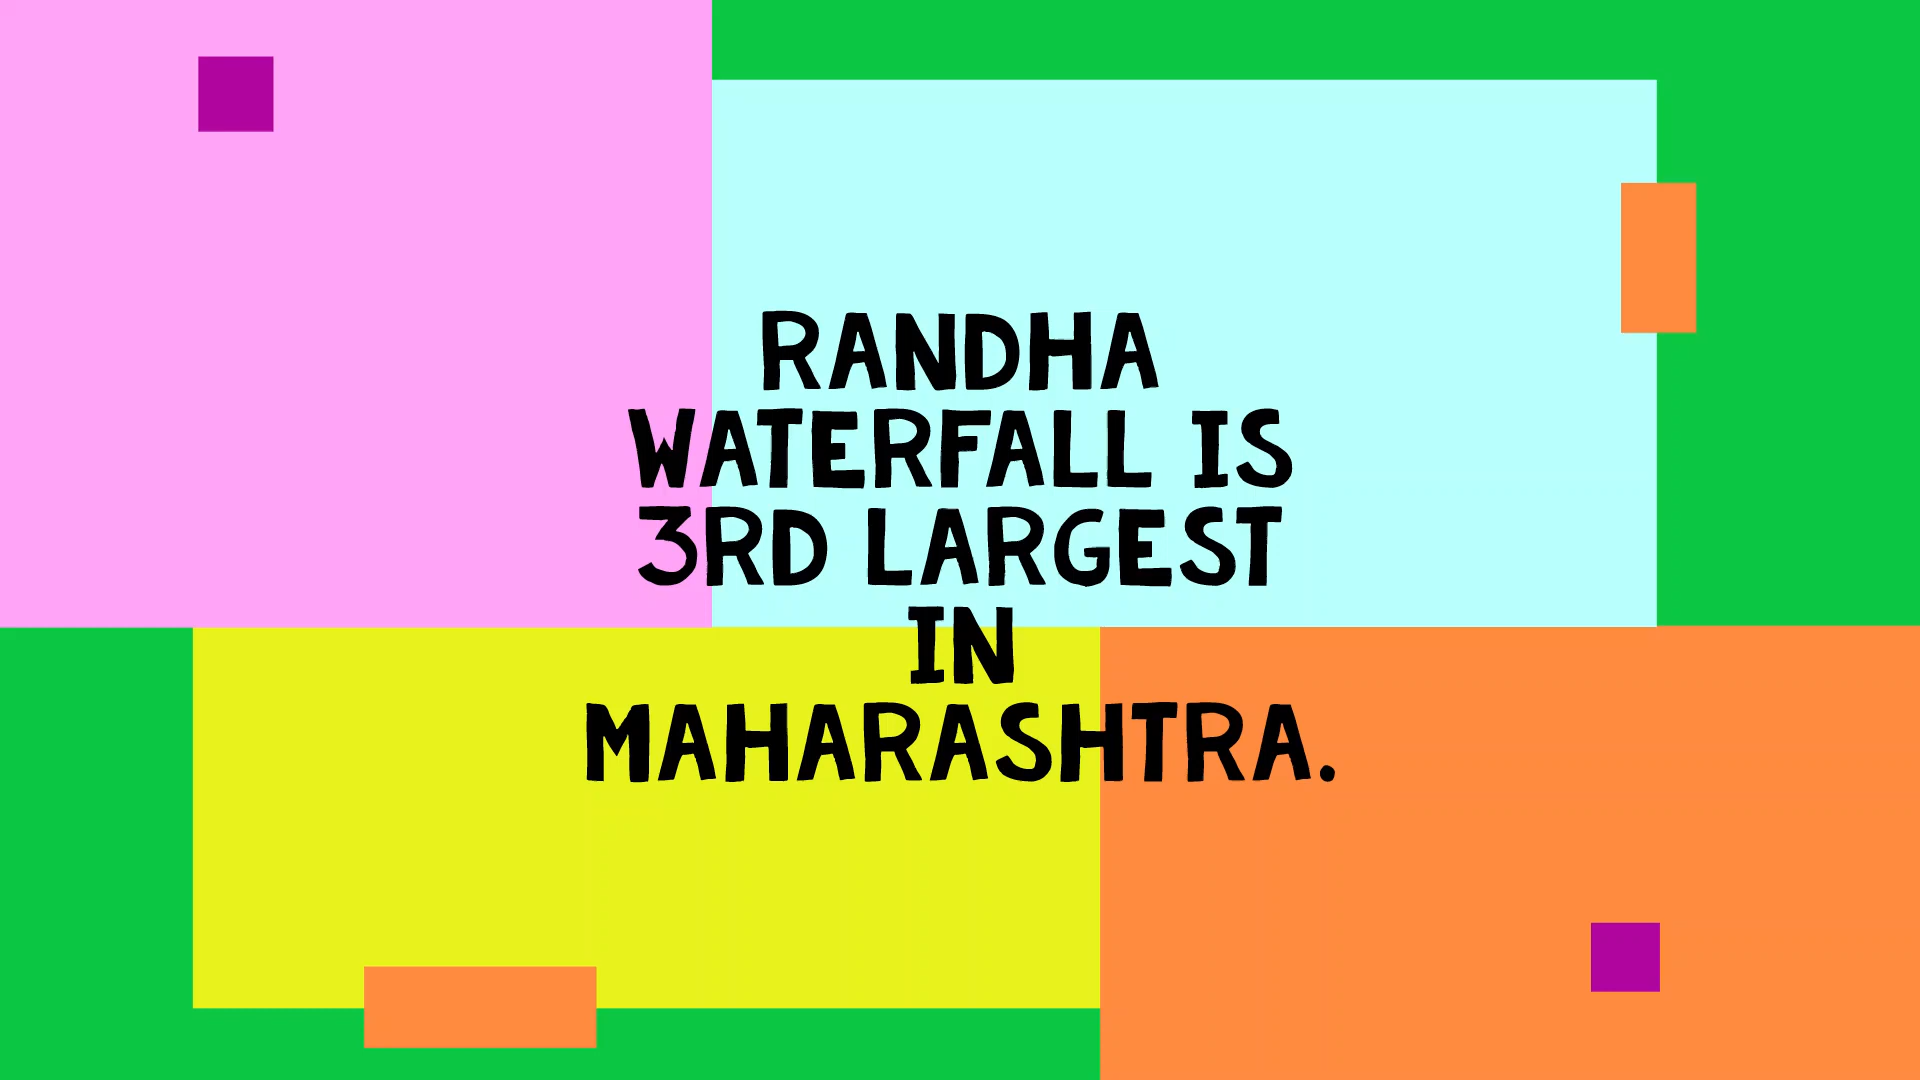 RANDHA
WATERFALL IS
3RD LARGEST
IN
MAHARASHTRA.